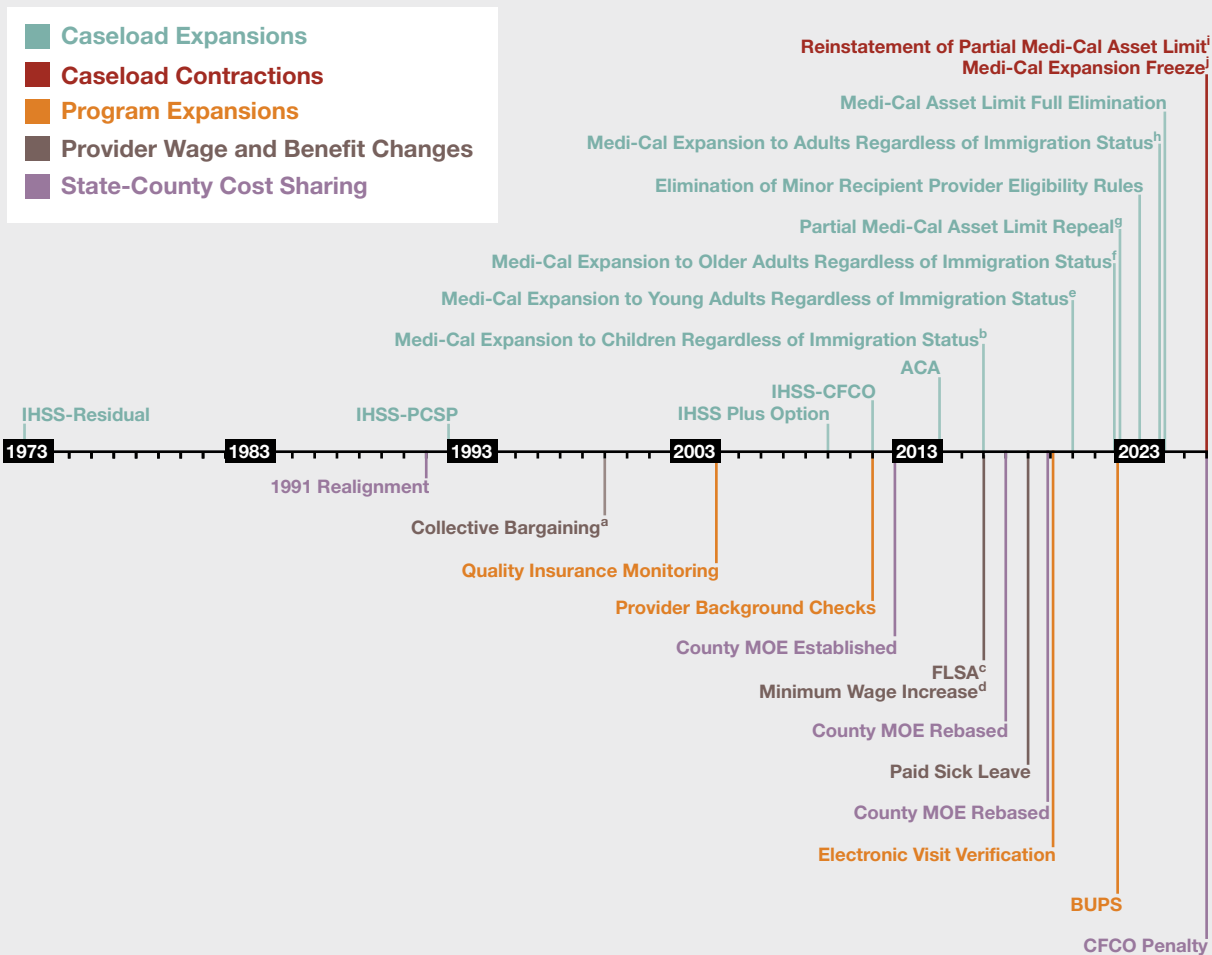 Caseload Expansions
Caseload Contractions
Program Expansions
Provider Wage and Benefit Changes
State-County Cost Sharing
Reinstatement of Partial Medi-Cal Asset Limitⁱ
Medi-Cal Expansion Freezeʲ
Medi-Cal Asset Limit Full Elimination
Medi-Cal Expansion to Adults Regardless of Immigration Statusʰ
Elimination of Minor Recipient Provider Eligibility Rules
Partial Medi-Cal Asset Limit Repealᵍ
Medi-Cal Expansion to Older Adults Regardless of Immigration Statusᶠ
Medi-Cal Expansion to Young Adults Regardless of Immigration Statusᵉ
Medi-Cal Expansion to Children Regardless of Immigration Statusᵇ
ACA
IHSS-CFCO
IHSS-Residual
IHSS-PCSP
IHSS Plus Option
1973
1983
1993
2003
2013
2023
1991 Realignment
Collective Bargainingᵃ
Quality Insurance Monitoring
Provider Background Checks
County MOE Established
FLSAᶜ
Minimum Wage Increaseᵈ
County MOE Rebased
Paid Sick Leave
County MOE Rebased
Electronic Visit Verification
BUPS
CFCO Penalty